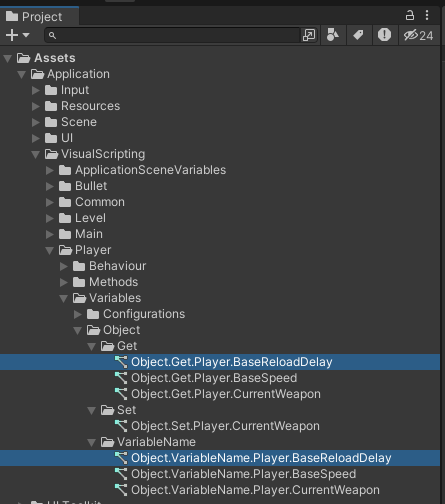 Project
24
Assets
Application
Input
Resources
Scene
UI
VisualScripting
ApplicationSceneVariables
Bullet
Common
Level
Main
Player
Behaviour
Methods
Variables
Configurations
Object
Get
Object.Get.Player.BaseReloadDelay
Object.Get.Player.BaseSpeed
Object.Get.Player.CurrentWeapon
Set
Object.Set.Player.CurrentWeapon
VariableName
Object.VariableName.Player.BaseReloadDelay
Object.VariableName.Player.BaseSpeed
Object.VariableName.Player.CurrentWeapon